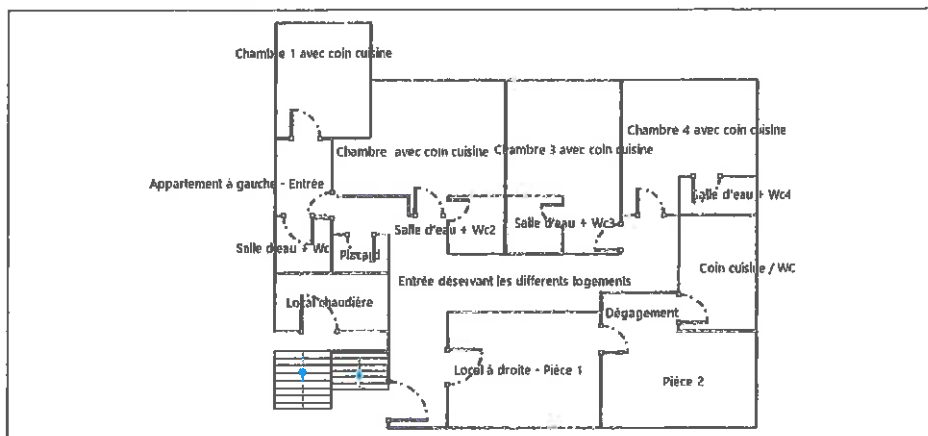 Chambre 1 avec coin cuisine
Chambre avec coin cuisine
Chambre 3 avec coin cuisine
Chambre 4 avec coin cuisine
Appartement à gauche - Entrée
Salle d'eau + Wc4
Salle d'eau + Wc
Placard
Salle d'eau + Wc2
Salle d'eau + Wc3
Coin cuisine / WC
Entrée déservant les differents logements
Local chaudière
Dégagement
Local à droite - Pièce 1
Pièce 2